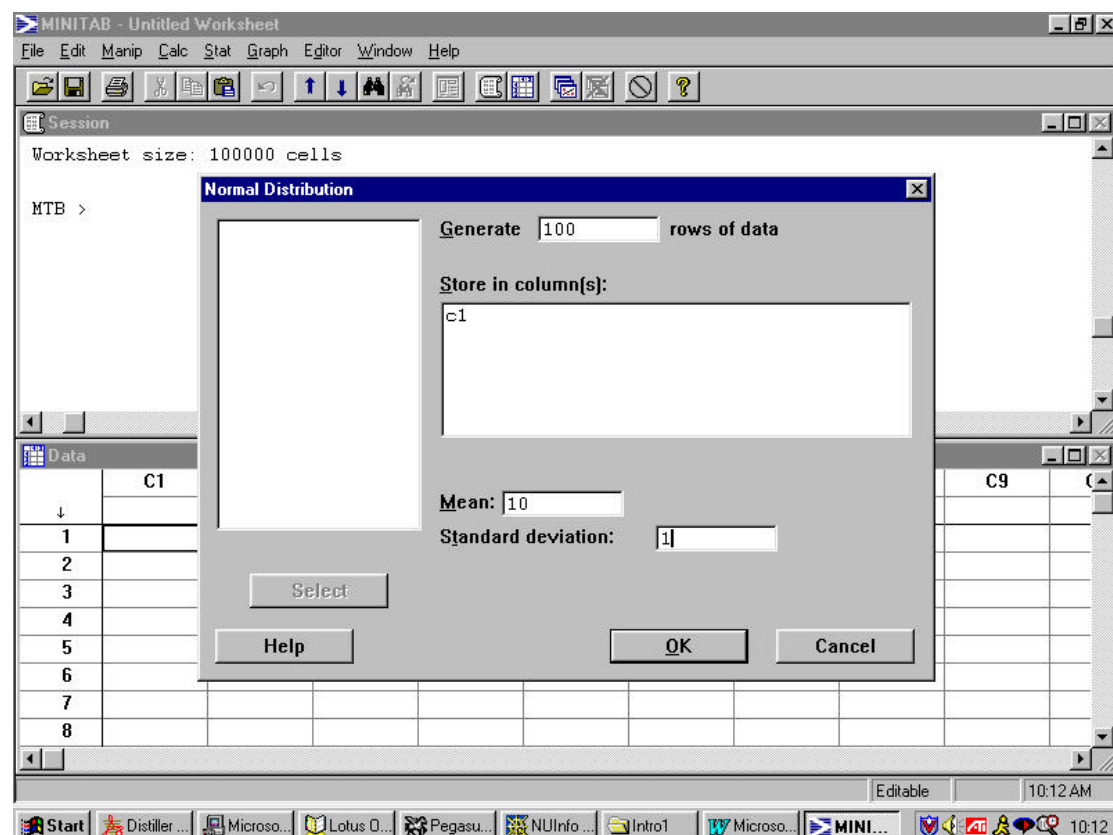 MINITAB - Untitled Worksheet
File Edit Manip Calc Stat Graph Editor Window Help
Session
Worksheet size: 100000 cells
MTB >
Normal Distribution
Generate 100 rows of data
Store in column(s):
c1
Mean: 10
Standard deviation: 1
Select
Help OK Cancel
Data
C1 C9
↓
1
2
3
4
5
6
7
8
Editable 10:12 AM
Start Distiller ... Microso... Lotus O... Pegasu... NUInfo ... Intro1 Microso... MINI... ATI 10:12